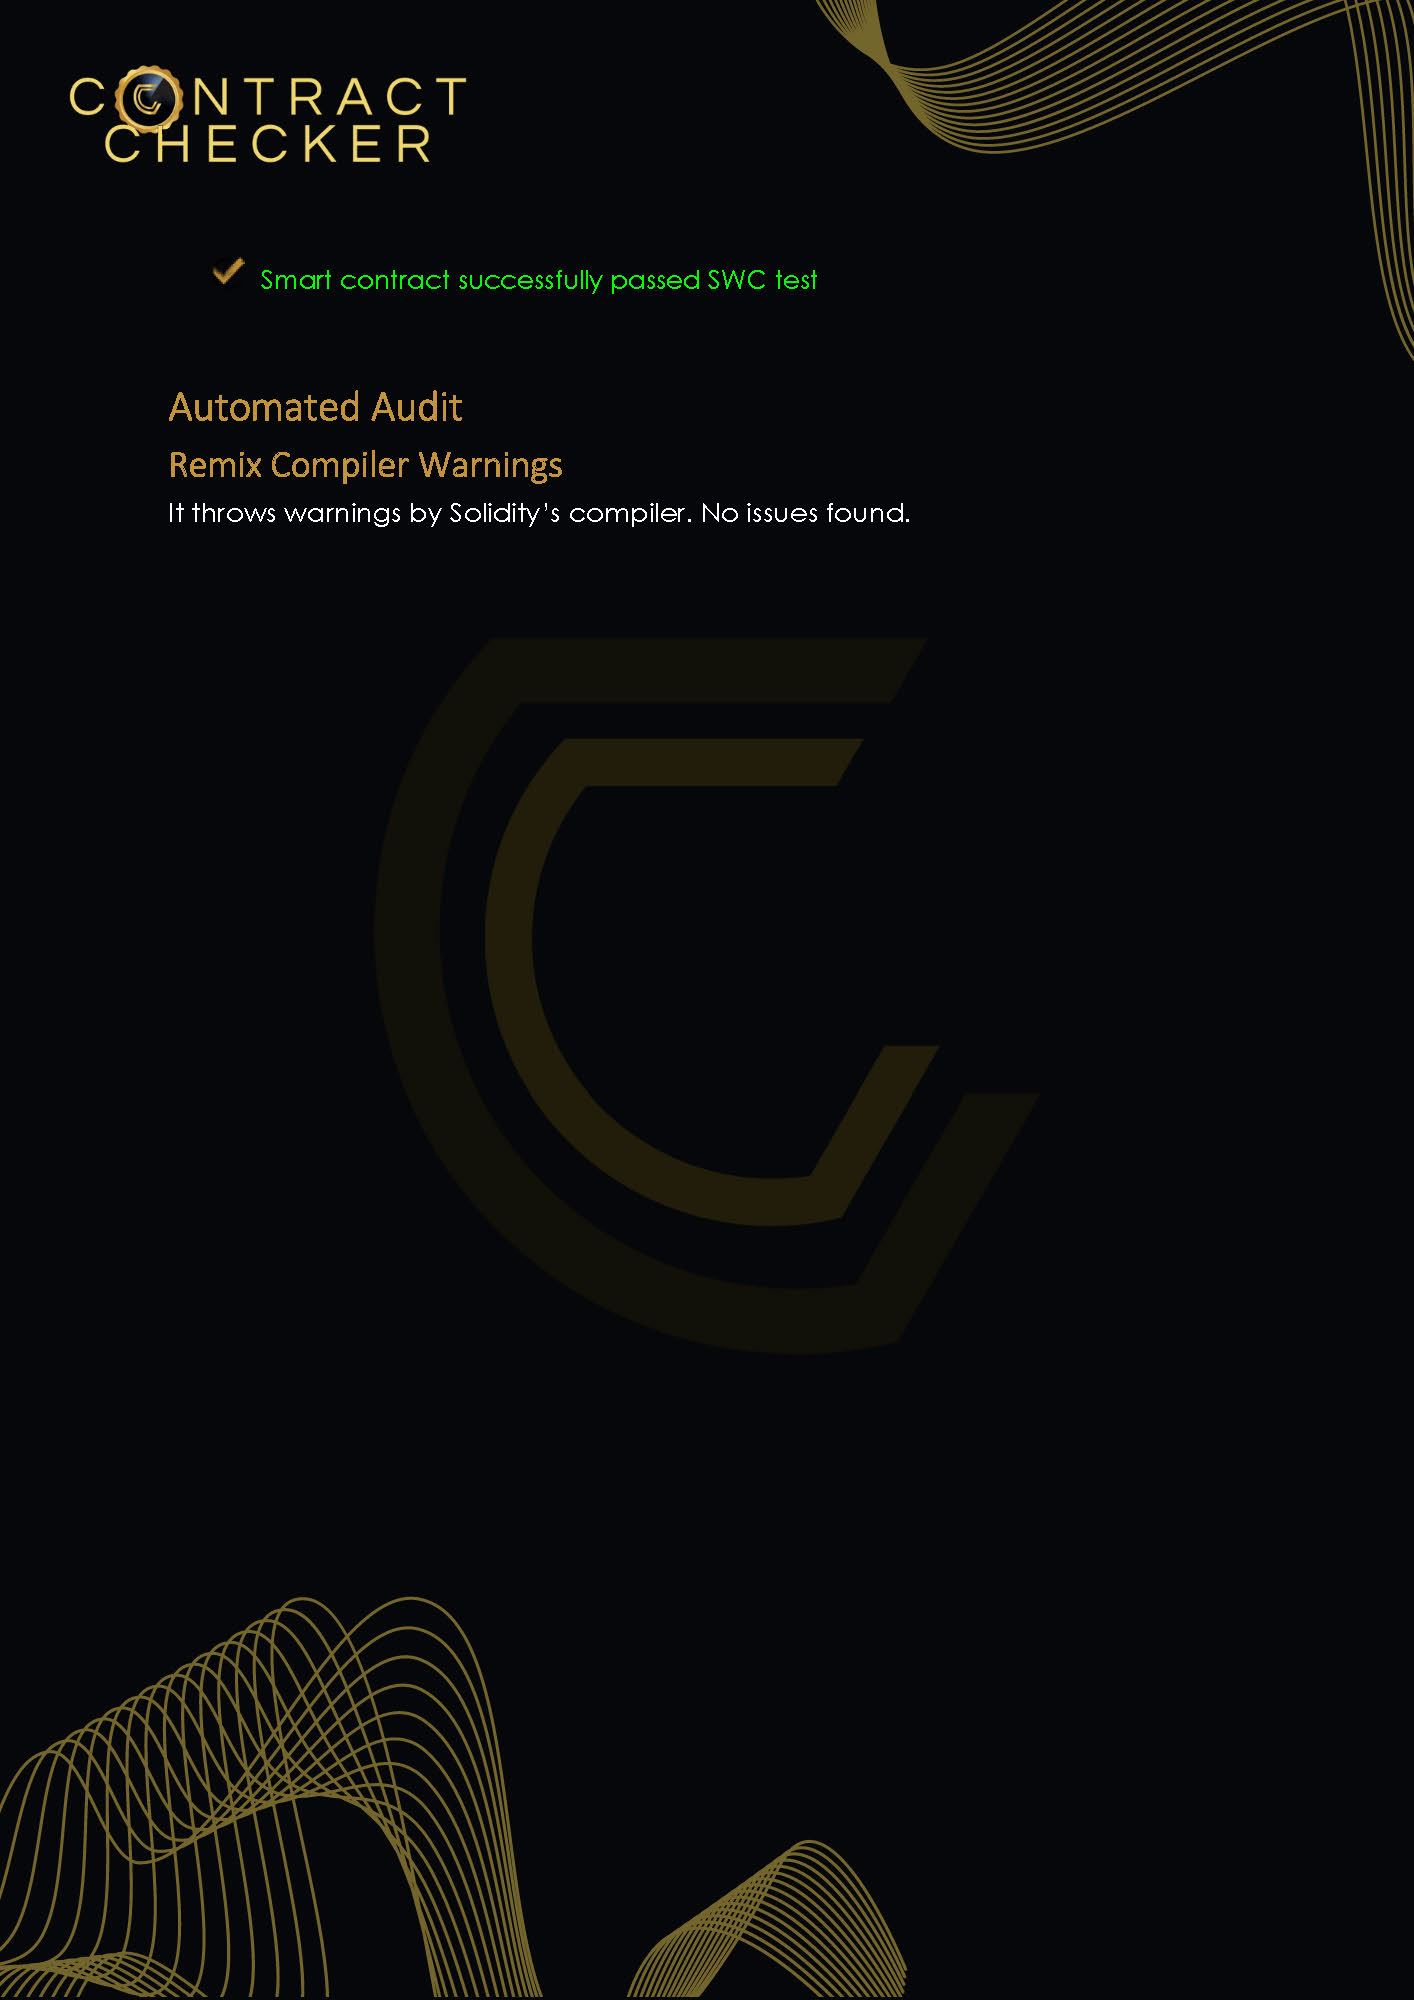 CONTRACT
CHECKER
Smart contract successfully passed SWC test
Automated Audit
Remix Compiler Warnings
It throws warnings by Solidity’s compiler. No issues found.